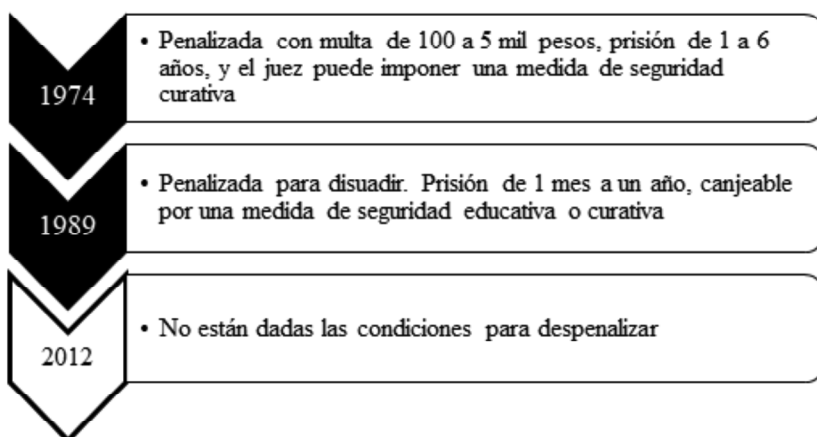 1974
• Penalizada con multa de 100 a 5 mil pesos, prisión de 1 a 6
años, y el juez puede imponer una medida de seguridad
curativa
1989
• Penalizada para disuadir. Prisión de 1 mes a un año, canjeable
por una medida de seguridad educativa o curativa
2012
• No están dadas las condiciones para despenalizar